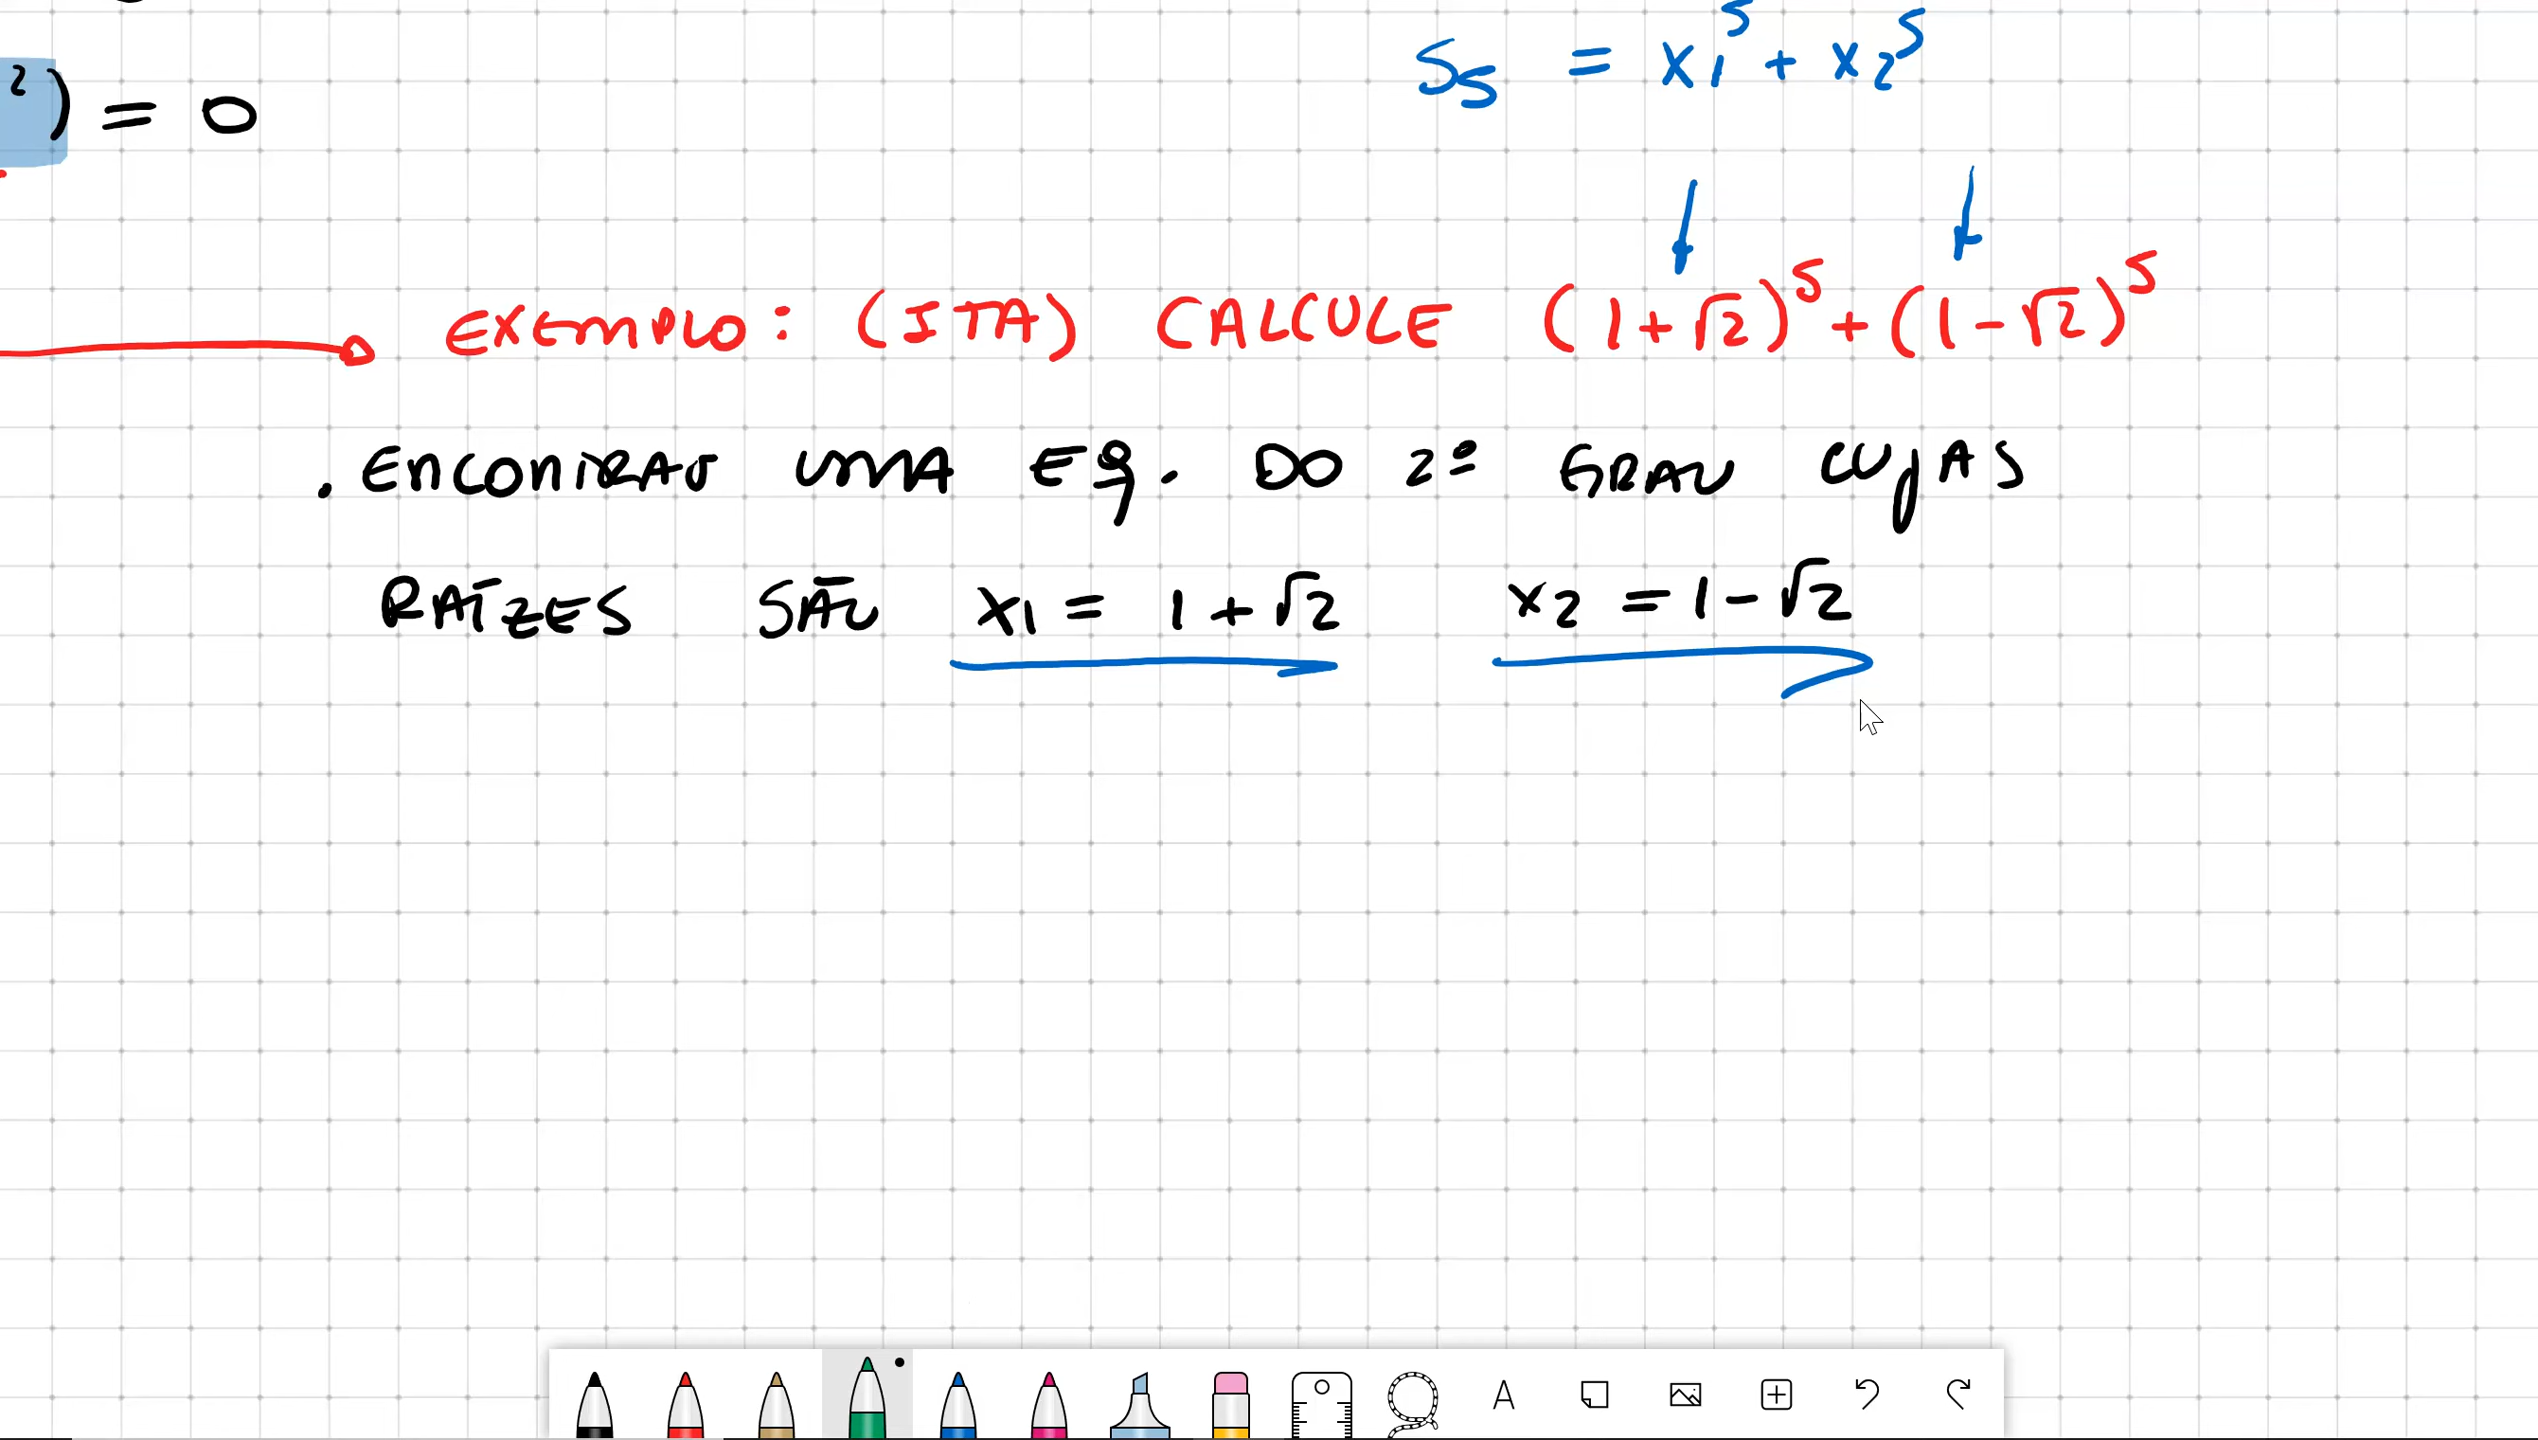 S5 = x1⁵ + x2⁵
²) = 0
EXEMPLO: (ITA) CALCULE (1+√2)⁵+(1-√2)⁵
. ENCONTRAR UMA EQ. DO 2º GRAU CUJAS
RAÍZES SÃO x1 = 1+√2 x2 = 1-√2
A